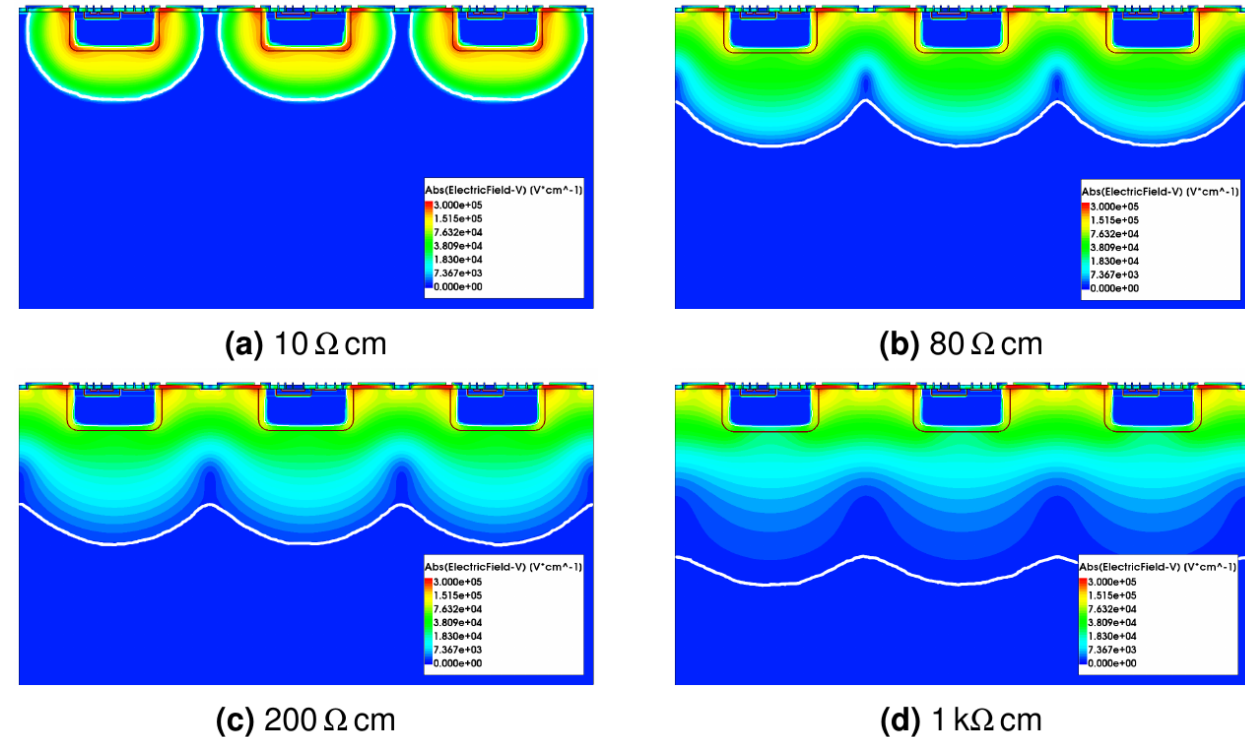 Abs(ElectricField-V) (V*cm^-1)
3.000e+05
1.515e+05
7.632e+04
3.809e+04
1.830e+04
7.367e+03
0.000e+00
(a) 10 Ω cm
Abs(ElectricField-V) (V*cm^-1)
3.000e+05
1.515e+05
7.632e+04
3.809e+04
1.830e+04
7.367e+03
0.000e+00
(b) 80 Ω cm
Abs(ElectricField-V) (V*cm^-1)
3.000e+05
1.515e+05
7.632e+04
3.809e+04
1.830e+04
7.367e+03
0.000e+00
(c) 200 Ω cm
Abs(ElectricField-V) (V*cm^-1)
3.000e+05
1.515e+05
7.632e+04
3.809e+04
1.830e+04
7.367e+03
0.000e+00
(d) 1 kΩ cm